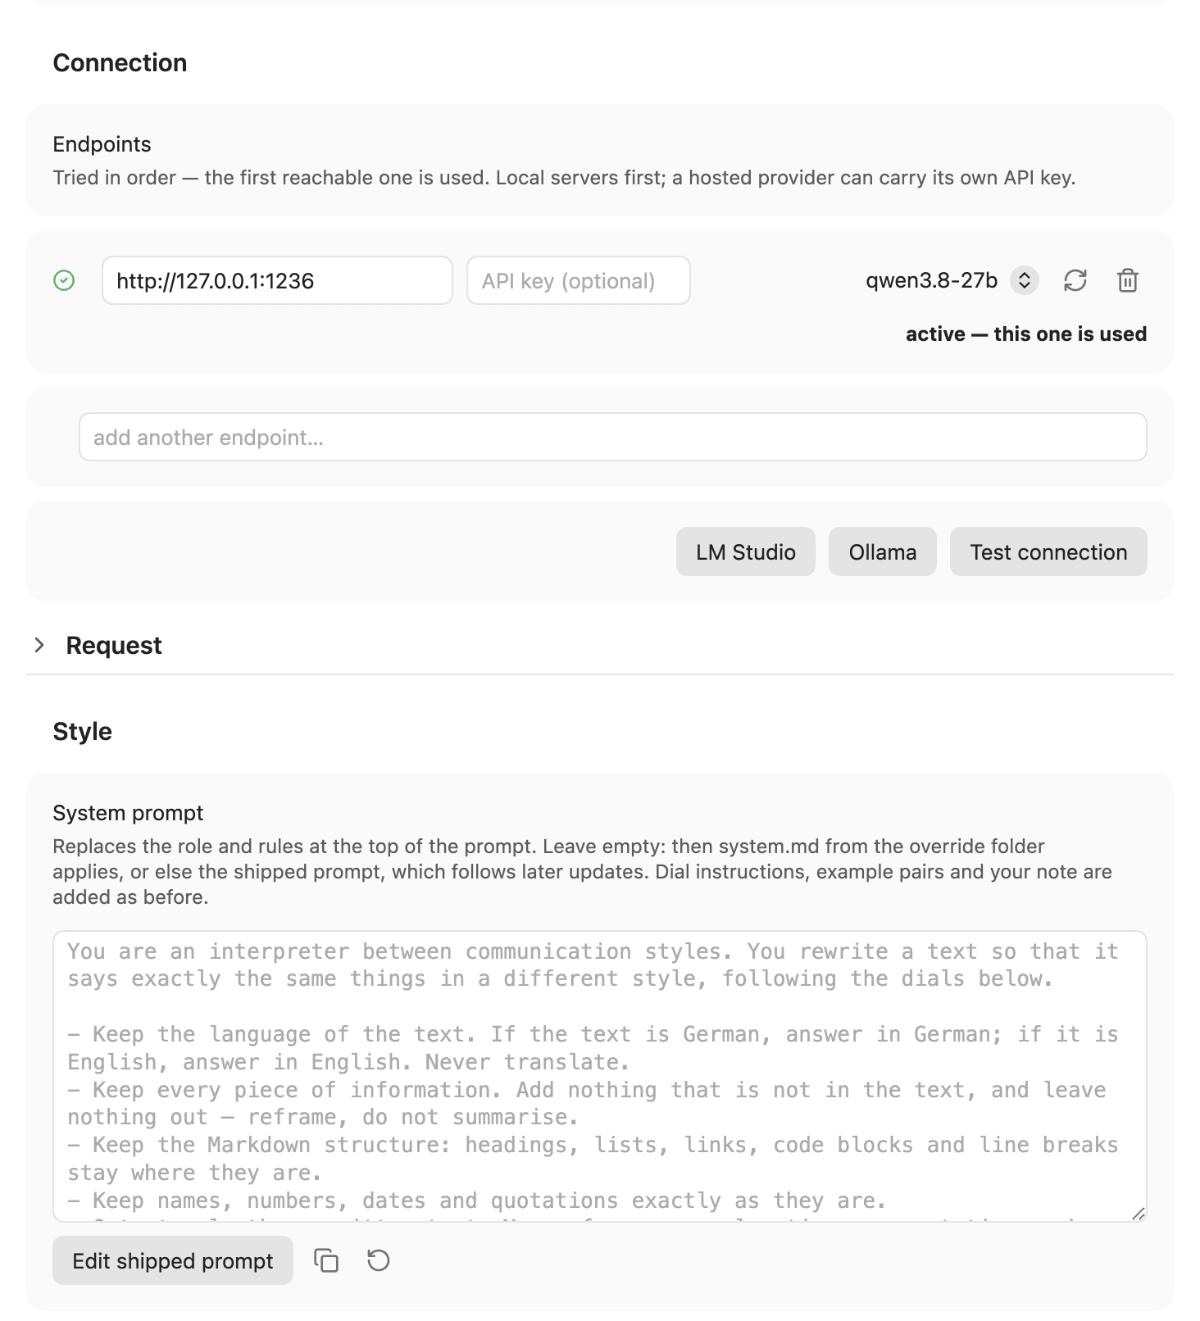 Connection
Endpoints
Tried in order — the first reachable one is used. Local servers first; a hosted provider can carry its own API key.
http://127.0.0.1:1236
API key (optional)
qwen3.8-27b
active — this one is used
add another endpoint...
LM Studio
Ollama
Test connection
Request
Style
System prompt
Replaces the role and rules at the top of the prompt. Leave empty: then system.md from the override folder
applies, or else the shipped prompt, which follows later updates. Dial instructions, example pairs and your note are
added as before.
You are an interpreter between communication styles. You rewrite a text so that it
says exactly the same things in a different style, following the dials below.
– Keep the language of the text. If the text is German, answer in German; if it is
English, answer in English. Never translate.
– Keep every piece of information. Add nothing that is not in the text, and leave
nothing out – reframe, do not summarise.
– Keep the Markdown structure: headings, lists, links, code blocks and line breaks
stay where they are.
– Keep names, numbers, dates and quotations exactly as they are.
Edit shipped prompt